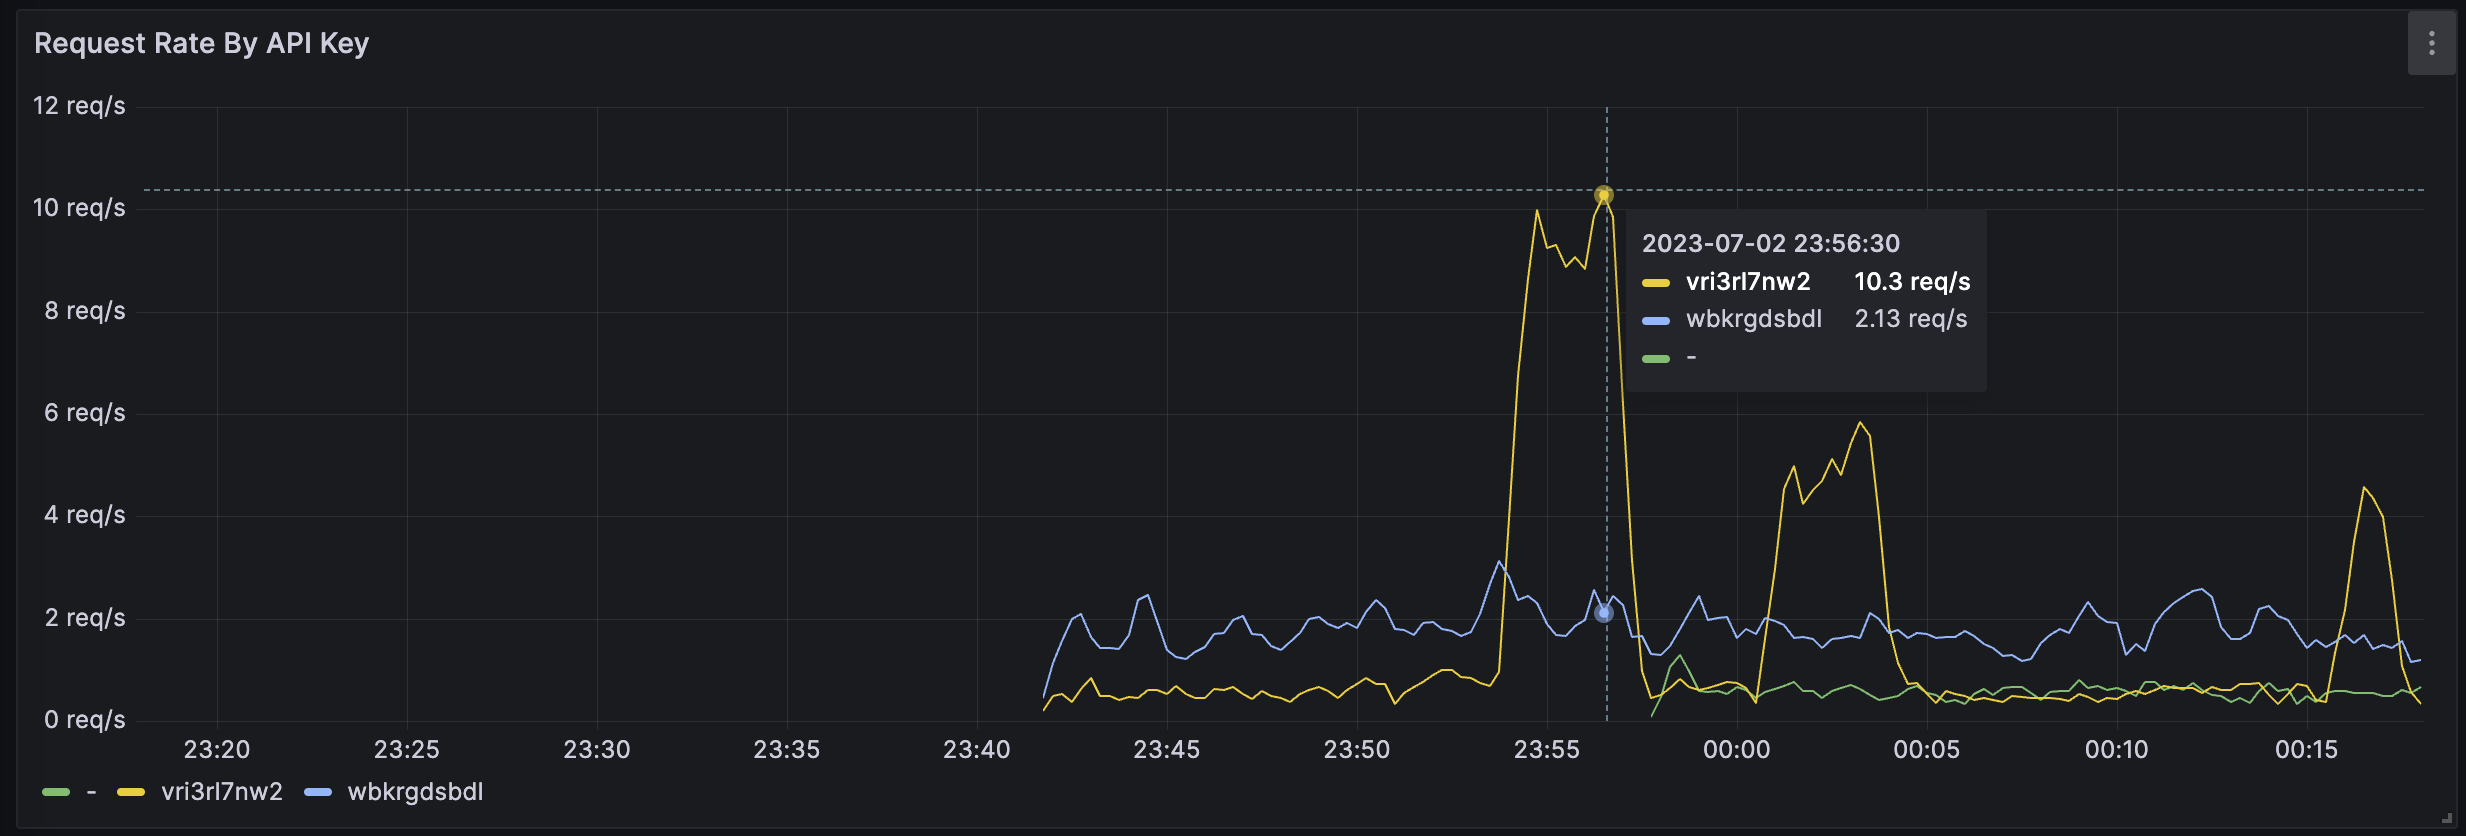 Request Rate By API Key
12 req/s
10 req/s
8 req/s
6 req/s
4 req/s
2 req/s
0 req/s
2023-07-02 23:56:30
vri3rl7nw2 10.3 req/s
wbkrgdsbdl 2.13 req/s
-
23:20 23:25 23:30 23:35 23:40 23:45 23:50 23:55 00:00 00:05 00:10 00:15
- vri3rl7nw2 wbkrgdsbdl